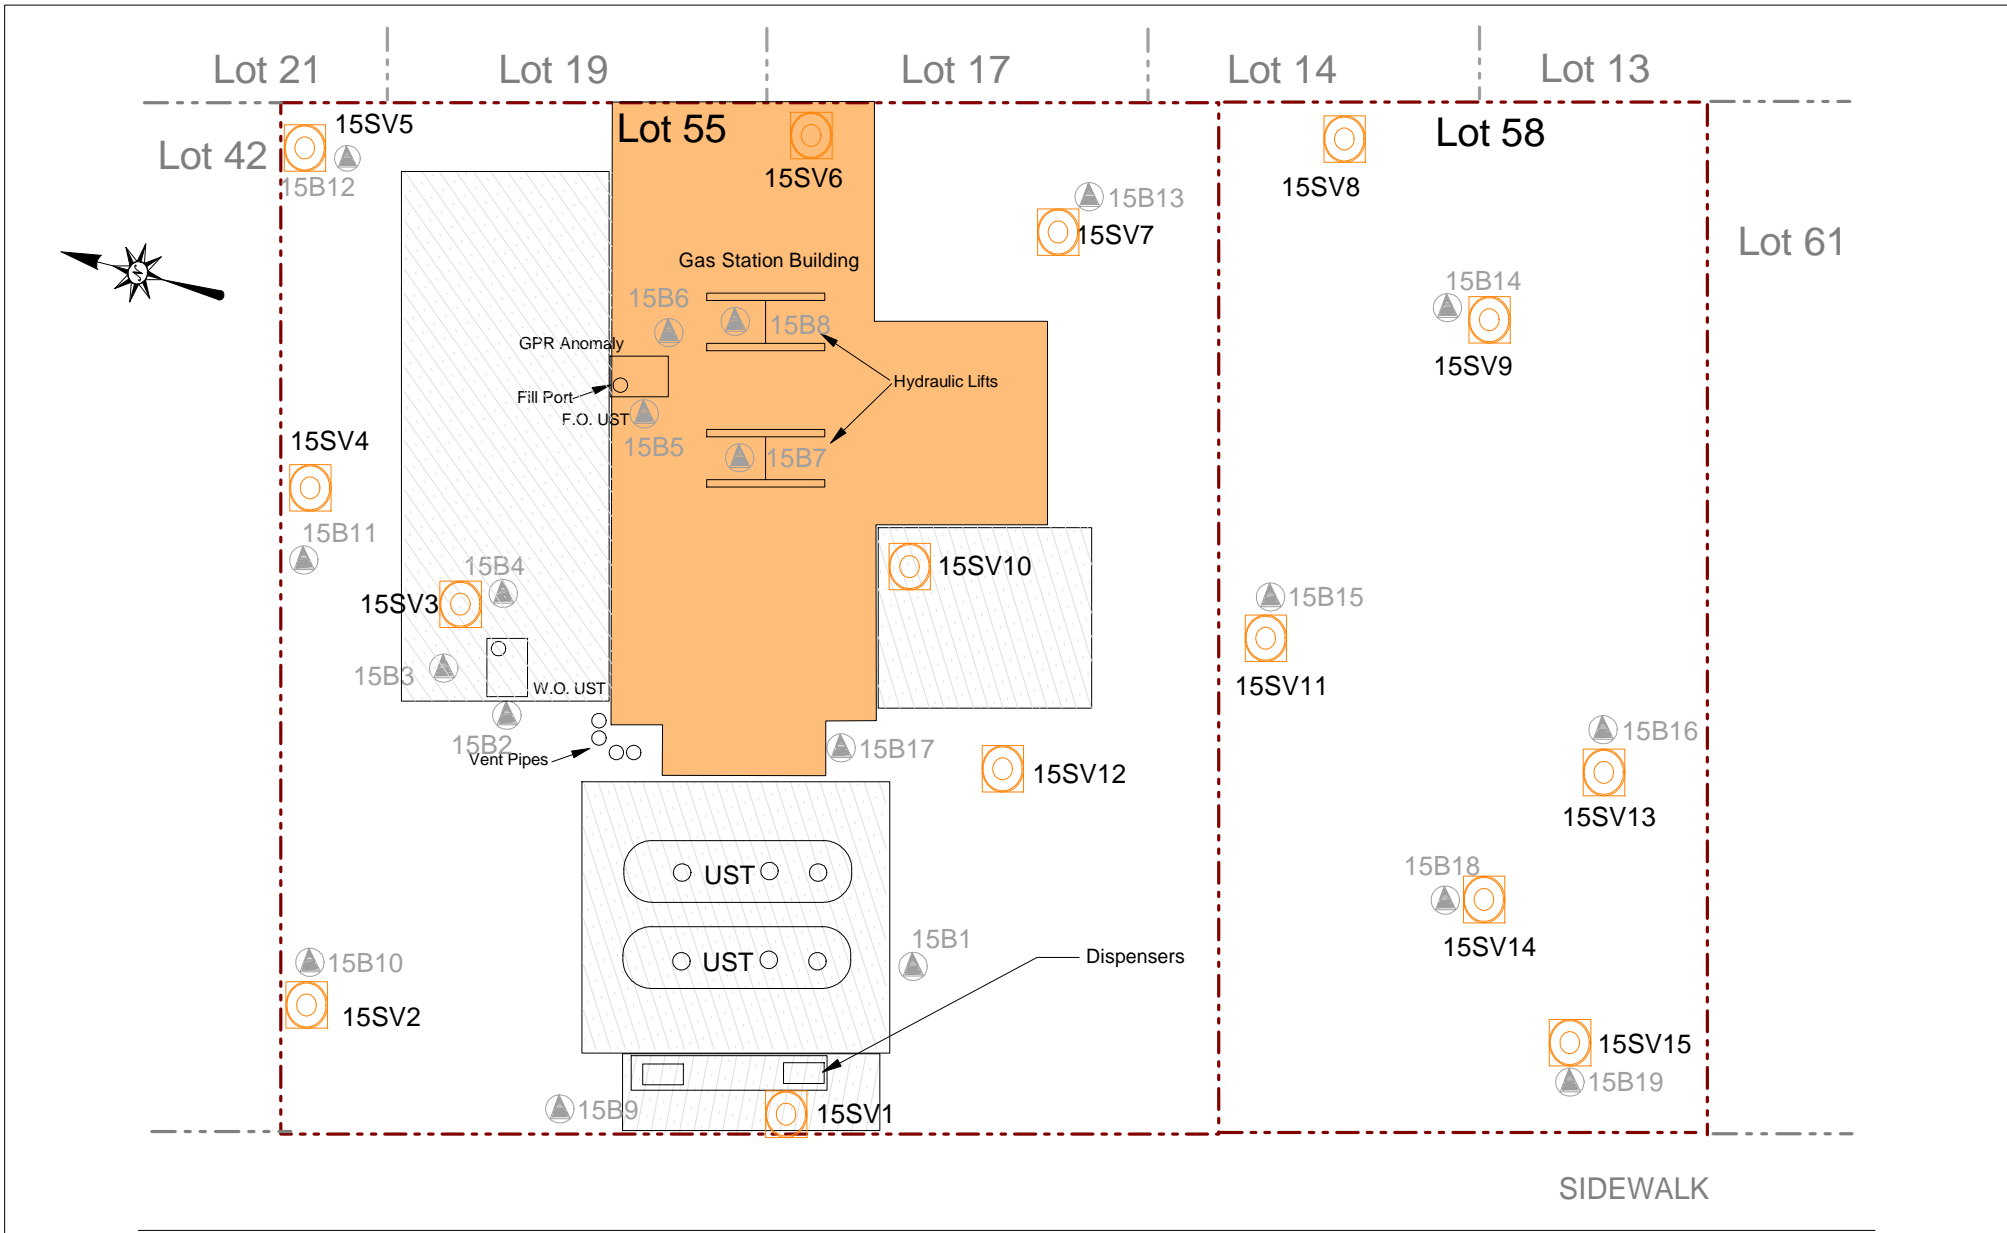 Lot 21
Lot 19
Lot 17
Lot 14
Lot 13
15SV5
Lot 55
Lot 58
Lot 42
15B12
15SV6
15SV8
15B13
15SV7
Lot 61
Gas Station Building
15B6
15B8
15B14
GPR Anomaly
15SV9
Fill Port
Hydraulic Lifts
F.O. UST
15SV4
15B5
15B7
15B11
15B4
15SV10
15SV3
15B15
15B3
W.O. UST
15SV11
15B2
Vent Pipes
15B17
15B16
15SV12
15SV13
UST
15B18
15B10
UST
15B1
15SV14
Dispensers
15SV2
15SV15
15B19
15B9
15SV1
SIDEWALK